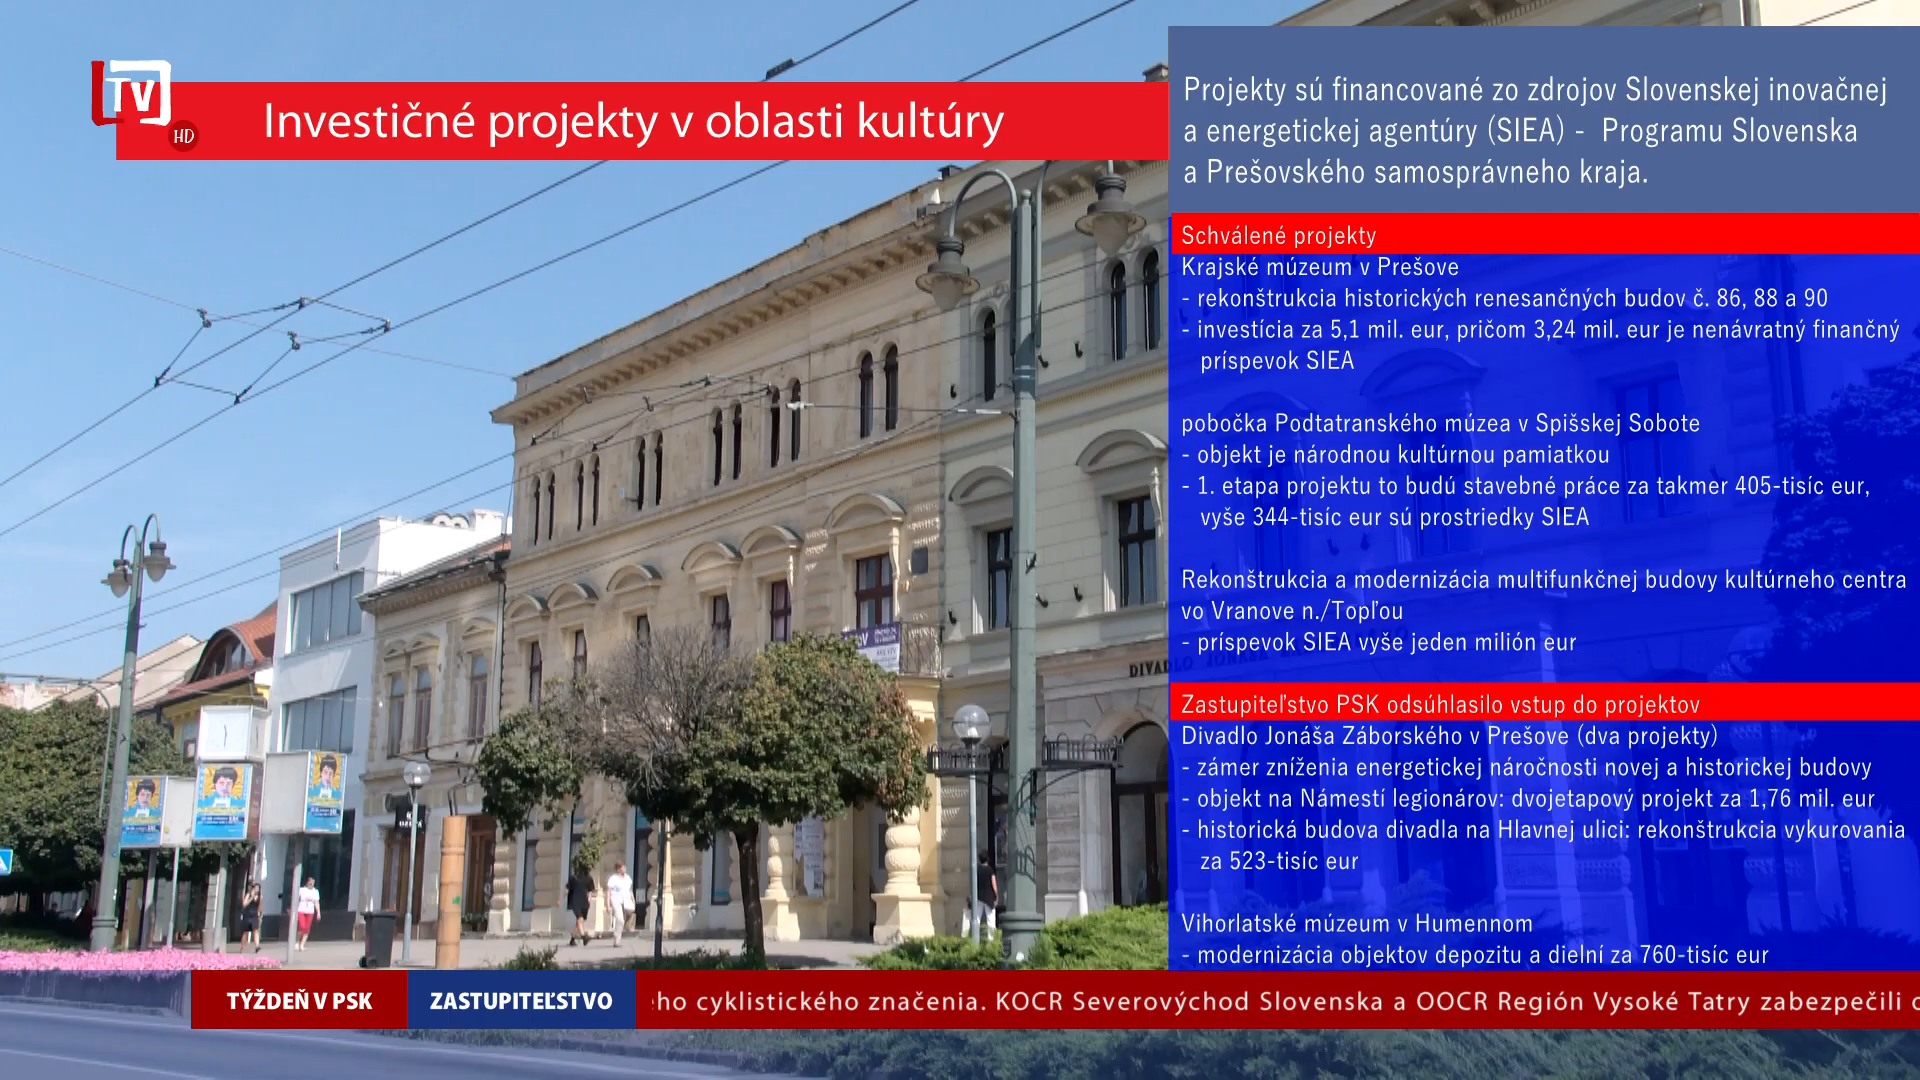 TV
HD
Investičné projekty v oblasti kultúry
Projekty sú financované zo zdrojov Slovenskej inovačnej
a energetickej agentúry (SIEA) - Programu Slovenska
a Prešovského samosprávneho kraja.
Schválené projekty
Krajské múzeum v Prešove
- rekonštrukcia historických renesančných budov č. 86, 88 a 90
- investícia za 5,1 mil. eur, pričom 3,24 mil. eur je nenávratný finančný
príspevok SIEA
pobočka Podtatranského múzea v Spišskej Sobote
- objekt je národnou kultúrnou pamiatkou
- 1. etapa projektu to budú stavebné práce za takmer 405-tisíc eur,
vyše 344-tisíc eur sú prostriedky SIEA
Rekonštrukcia a modernizácia multifunkčnej budovy kultúrneho centra
vo Vranove n./Topľou
- príspevok SIEA vyše jeden milión eur
Zastupiteľstvo PSK odsúhlasilo vstup do projektov
Divadlo Jonáša Záborského v Prešove (dva projekty)
- zámer zníženia energetickej náročnosti novej a historickej budovy
- objekt na Námestí legionárov: dvojetapový projekt za 1,76 mil. eur
- historická budova divadla na Hlavnej ulici: rekonštrukcia vykurovania
za 523-tisíc eur
Vihorlatské múzeum v Humennom
- modernizácia objektov depozitu a dielní za 760-tisíc eur
DIVADLO JONÁŠA
TÝŽDEŇ V PSK
ZASTUPITEĽSTVO
ho cyklistického značenia. KOCR Severovýchod Slovenska a OOCR Región Vysoké Tatry zabezpečili